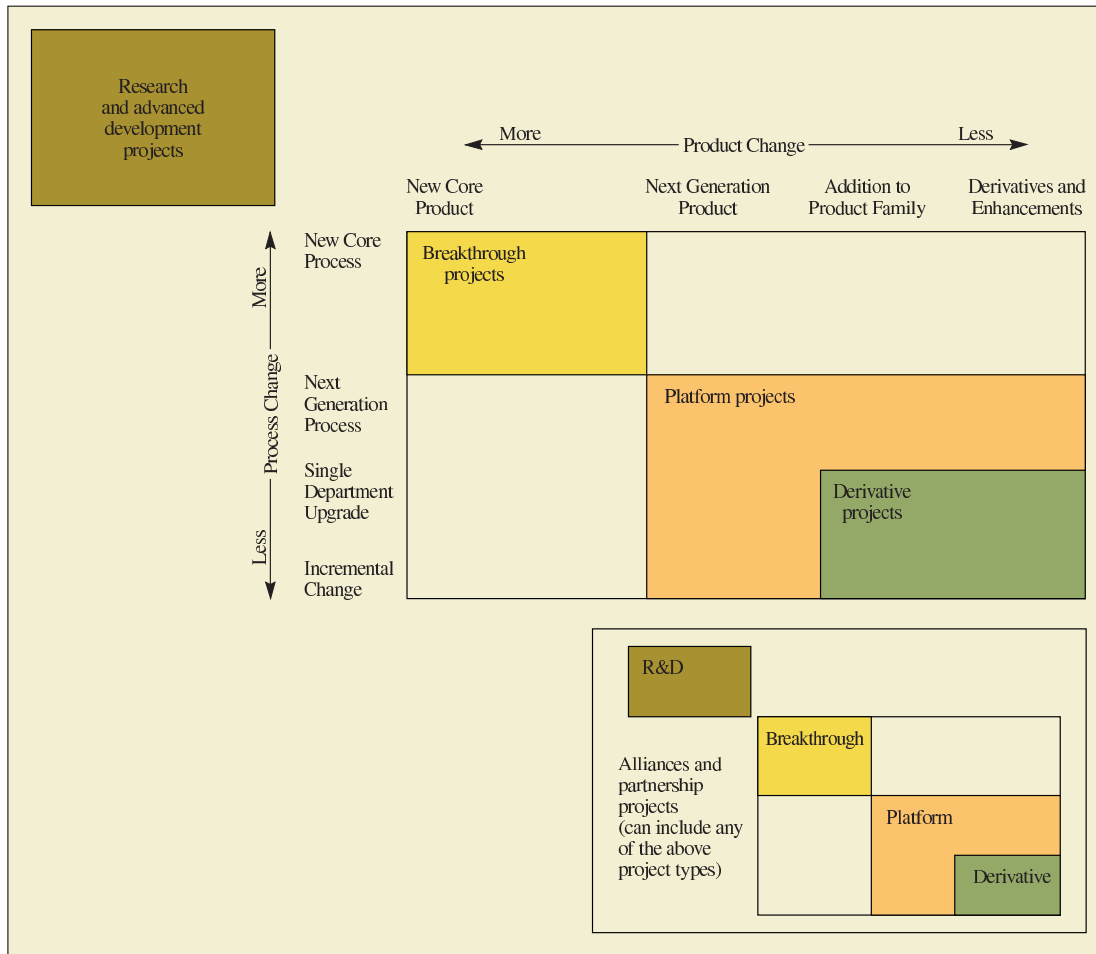 Research
and advanced
development
projects
More
Less
Product Change
New Core
Product
Next Generation
Product
Addition to
Product Family
Derivatives and
Enhancements
More
Process Change
Less
New Core
Process
Next
Generation
Process
Single
Department
Upgrade
Incremental
Change
Breakthrough
projects
Platform projects
Derivative
projects
R&D
Alliances and
partnership
projects
(can include any
of the above
project types)
Breakthrough
Platform
Derivative